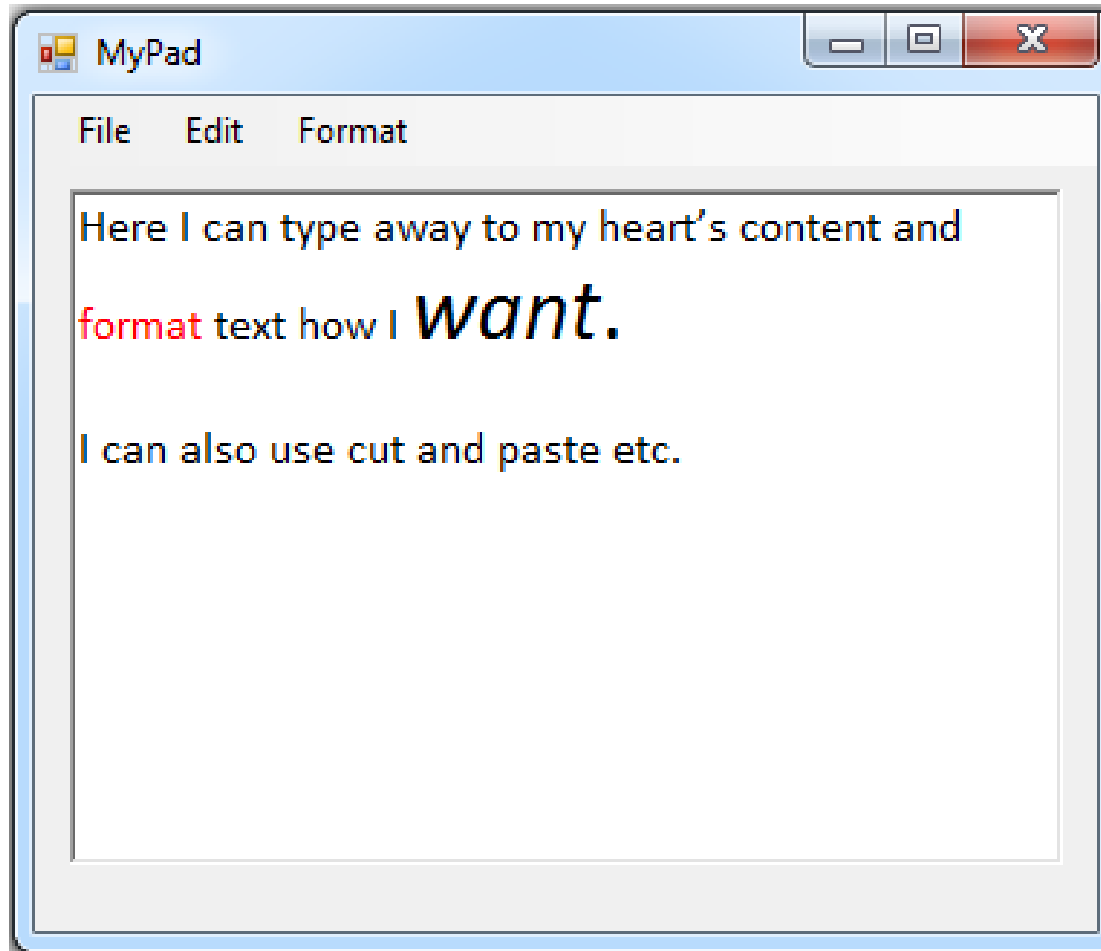 MyPad
File Edit Format
Here I can type away to my heart’s content and
format text how I want.
I can also use cut and paste etc.